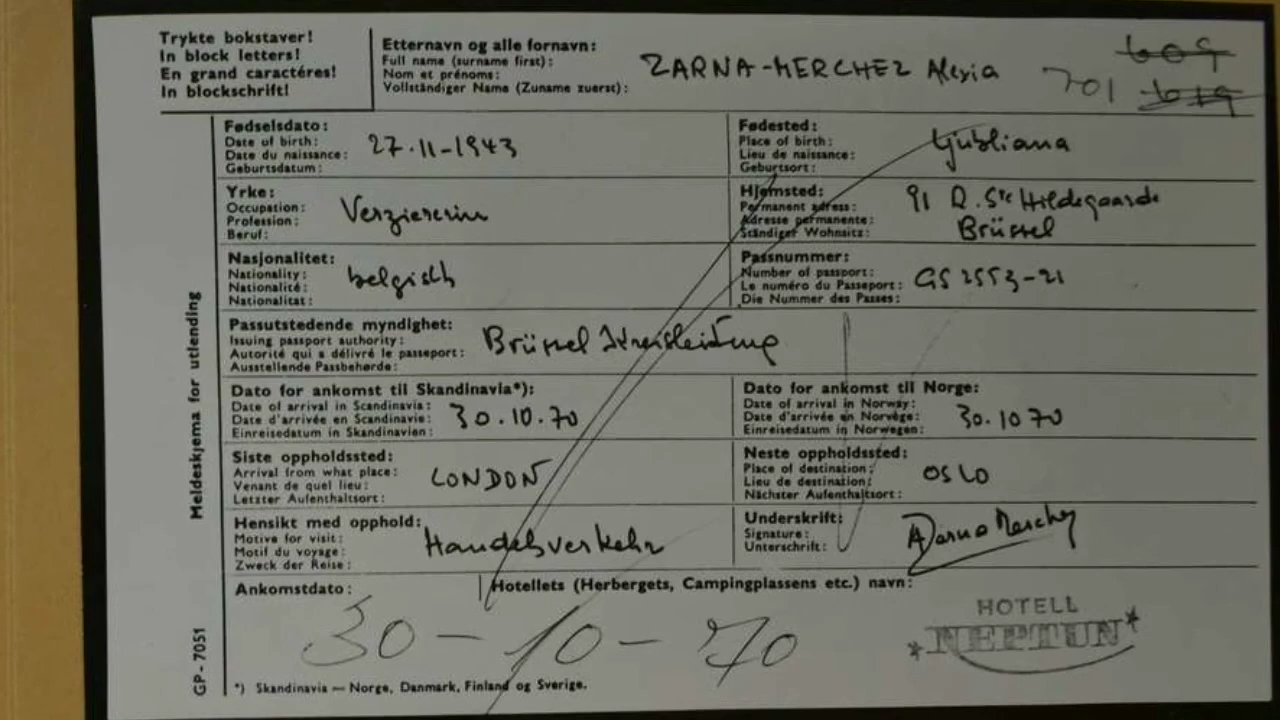 Trykte bokstaver!
In block letters!
En grand caractéres!
In blockschrift!
Etternavn og alle fornavn:
Full name (surname first):
Nom et prénoms:
Vollständiger Name (Zuname zuerst):
ZARNA-MERCHEZ Alexia
701
609
619
Fødselsdato:
Date of birth:
Date du naissance:
Geburtsdatum:
27-11-1943
Fødested:
Place of birth:
Lieu de naissance:
Geburtsort:
Ljubliana
Yrke:
Occupation:
Profession:
Beruf:
Verziererin
Hjemsted:
Permanent adress:
Adresse permanente:
Ständiger Wohnsitz:
91 R. Ste Hildegaarde
Brüssel
Nasjonalitet:
Nationality:
Nationalité:
Nationalitat:
belgisch
Passnummer:
Number of passport:
Le numéro du Passeport:
Die Nummer des Passes:
GS 2553-21
Passutstedende myndighet:
Issuing passport authority:
Autorité qui a délivré le passeport:
Ausstellende Passbehørde:
Brüssel Kreisleitung
Dato for ankomst til Skandinavia*):
Date of arrival in Scandinavia:
Date d'arrivée en Scandinavie:
Einreisedatum in Skandinavien:
30.10.70
Dato for ankomst til Norge:
Date of arrival in Norway:
Date d'arrivée en Norvège:
Einreisedatum in Norwegen:
30.10 70
Siste oppholdssted:
Arrival from what place:
Venant de quel lieu:
Letzter Aufenthaltsort:
LONDON
Neste oppholdssted:
Place of destination:
Lieu de destination:
Nächster Aufenthaltsort:
OSLO
Hensikt med opphold:
Motive for visit:
Motif du voyage:
Zweck der Reise:
Handelsverkehr
Underskrift:
Signature:
Unterschrift:
AZarna Merchez
Ankomstdato:
30-10-70
Hotellets (Herbergets, Campingplassens etc.) navn:
HOTELL
*NEPTUN*
*) Skandinavia — Norge, Danmark, Finland og Sverige.
Meldeskjema for utlending
GP - 7051